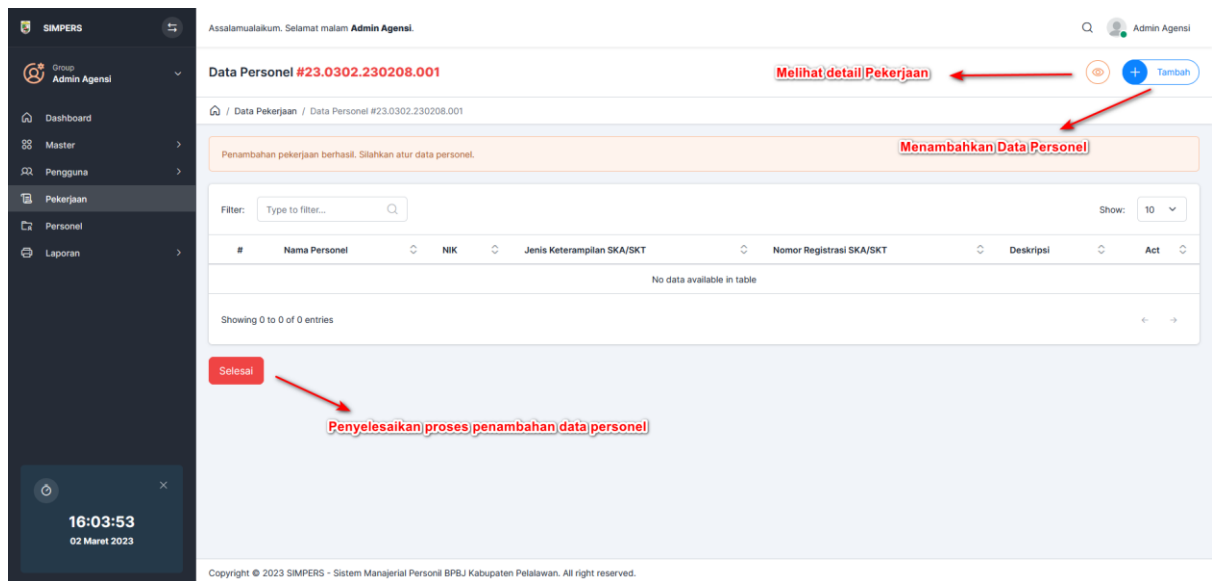 SIMPERS
Assalamualaikum. Selamat malam Admin Agensi.
Admin Agensi
Group
Admin Agensi
Data Personel #23.0302.230208.001
Melihat detail Pekerjaan
Tambah
/ Data Pekerjaan / Data Personel #23.0302.230208.001
Dashboard
Master
Pengguna
Pekerjaan
Personel
Laporan
Menambahkan Data Personel
Penambahan pekerjaan berhasil. Silahkan atur data personel.
Filter: Type to filter... Show: 10
# Nama Personel NIK Jenis Keterampilan SKA/SKT Nomor Registrasi SKA/SKT Deskripsi Act
No data available in table
Showing 0 to 0 of 0 entries
Selesai
Penyelesaikan proses penambahan data personel
16:03:53
02 Maret 2023
Copyright © 2023 SIMPERS - Sistem Manajerial Personil BPBJ Kabupaten Pelalawan. All right reserved.